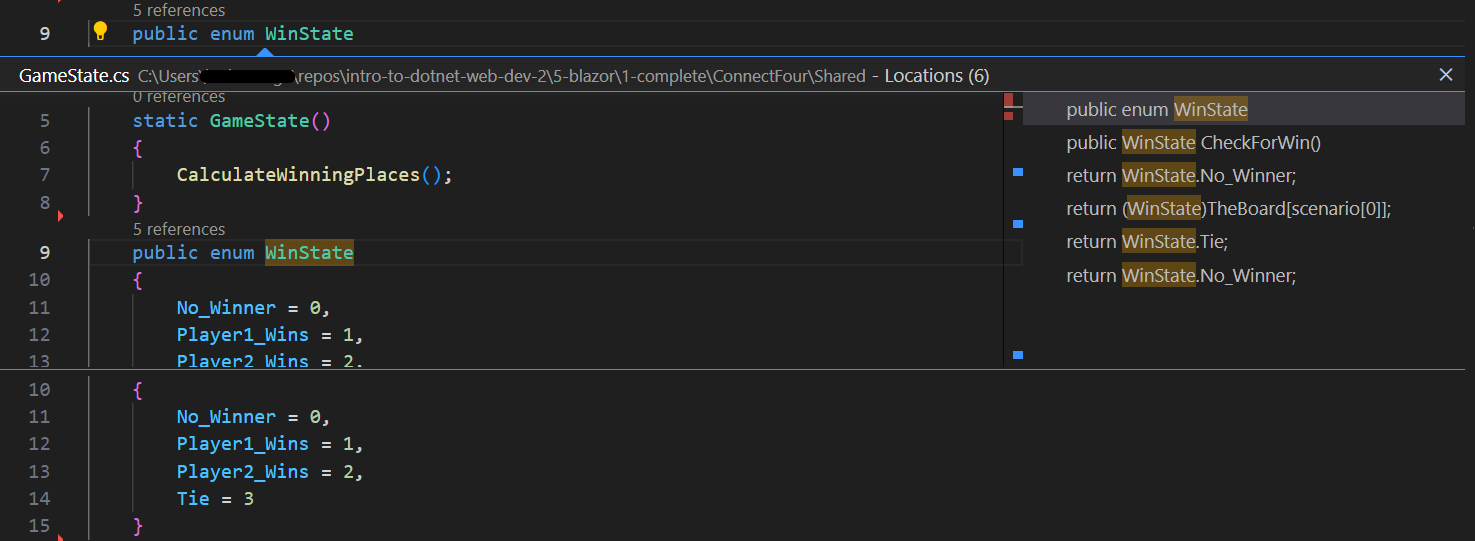 5 references
9 public enum WinState
GameState.cs C:\Users\ \repos\intro-to-dotnet-web-dev-2\5-blazor\1-complete\ConnectFour\Shared - Locations (6)
0 references
5 static GameState()
6 {
7 CalculateWinningPlaces();
8 }
5 references
9 public enum WinState
10 {
11 No_Winner = 0,
12 Player1_Wins = 1,
13 Player2_Wins = 2,
public enum WinState
public WinState CheckForWin()
return WinState.No_Winner;
return (WinState)TheBoard[scenario[0]];
return WinState.Tie;
return WinState.No_Winner;
10 {
11 No_Winner = 0,
12 Player1_Wins = 1,
13 Player2_Wins = 2,
14 Tie = 3
15 }